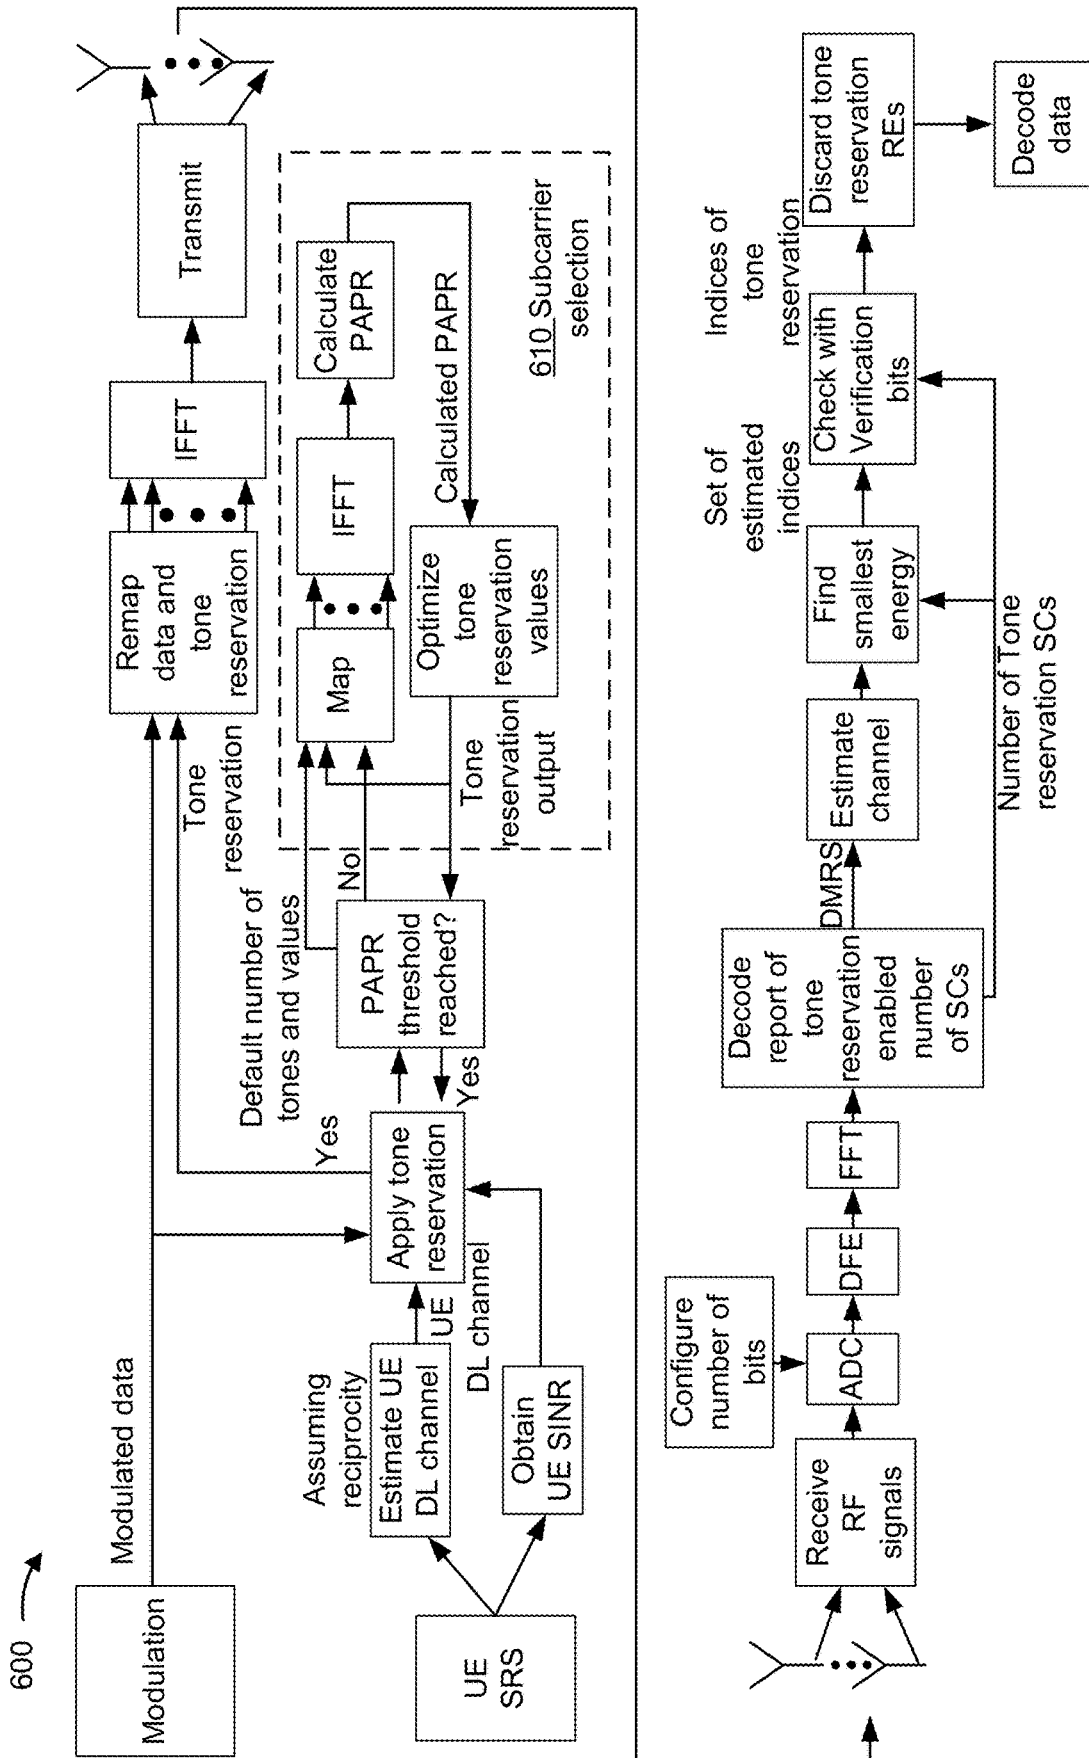 600
Modulation
Modulated data
Remap
data and
tone
reservation
IFFT
Transmit
UE
SRS
Assuming
reciprocity
Estimate UE
DL channel
Obtain
UE SINR
UE
DL channel
Apply tone
reservation
Yes
Tone
reservation
Default number of
tones and values
Yes
PAPR
threshold
reached?
No
Map
IFFT
Calculate
PAPR
Calculated PAPR
Optimize
tone
reservation
values
Tone
reservation
output
610 Subcarrier
selection
Receive
RF
signals
Configure
number of
bits
ADC
DFE
FFT
Decode
report of
tone
reservation
enabled
number
of SCs
DMRS
Estimate
channel
Find
smallest
energy
Set of
estimated
indices
Check with
Verification
bits
Indices of
tone
reservation
Discard tone
reservation
REs
Decode
data
Number of Tone
reservation SCs